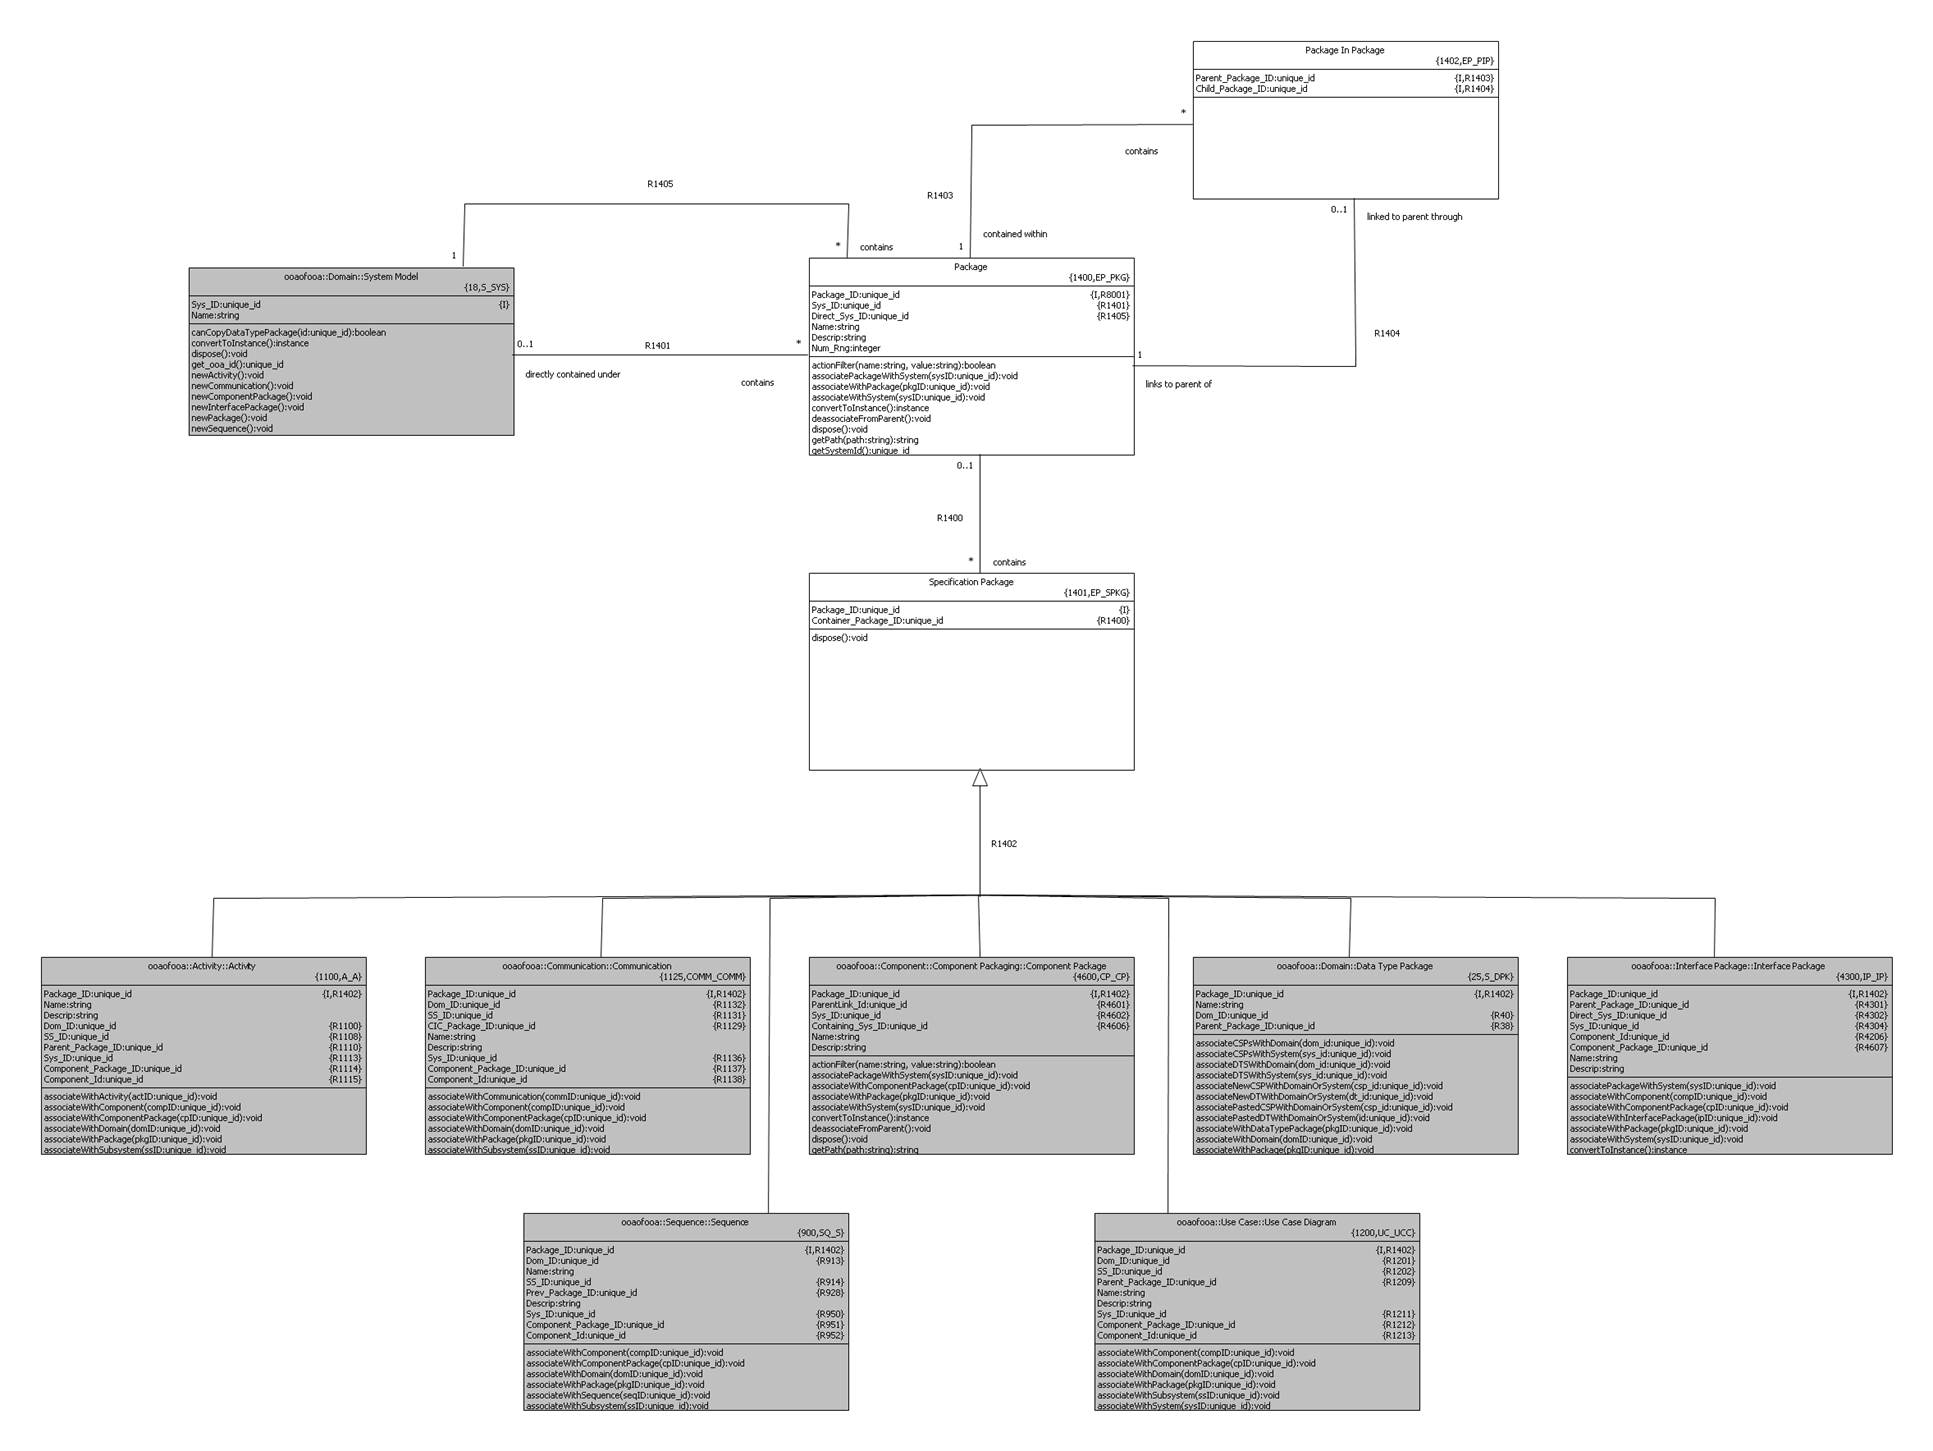 Package In Package
{1402,EP_PIP}
Parent_Package_ID:unique_id {I,R1403}
Child_Package_ID:unique_id {I,R1404}
*
contains
R1405
R1403
0..1
linked to parent through
contained within
*
contains
1
1
ooaofooa::Domain::System Model
{18,S_SYS}
Sys_ID:unique_id {I}
Name:string
canCopyDataTypePackage(id:unique_id):boolean
convertToInstance():instance
dispose():void
get_ooa_id():unique_id
newActivity():void
newCommunication():void
newComponentPackage():void
newInterfacePackage():void
newPackage():void
newSequence():void
0..1
R1401
*
directly contained under
contains
Package
{1400,EP_PKG}
Package_ID:unique_id {I,R8001}
Sys_ID:unique_id {R1401}
Direct_Sys_ID:unique_id {R1405}
Name:string
Descrip:string
Num_Rng:integer
actionFilter(name:string, value:string):boolean
associatePackageWithSystem(sysID:unique_id):void
associateWithPackage(pkgID:unique_id):void
associateWithSystem(sysID:unique_id):void
convertToInstance():instance
deassociateFromParent():void
dispose():void
getPath(path:string):string
getSystemId():unique_id
R1404
1
links to parent of
0..1
R1400
*
contains
Specification Package
{1401,EP_SPKG}
Package_ID:unique_id {I}
Container_Package_ID:unique_id {R1400}
dispose():void
R1402
ooaofooa::Activity::Activity
{1100,A_A}
Package_ID:unique_id {I,R1402}
Name:string
Descrip:string
Dom_ID:unique_id {R1100}
SS_ID:unique_id {R1108}
Parent_Package_ID:unique_id {R1110}
Sys_ID:unique_id {R1113}
Component_Package_ID:unique_id {R1114}
Component_Id:unique_id {R1115}
associateWithActivity(actID:unique_id):void
associateWithComponent(compID:unique_id):void
associateWithComponentPackage(cpID:unique_id):void
associateWithDomain(domID:unique_id):void
associateWithPackage(pkgID:unique_id):void
associateWithSubsystem(ssID:unique_id):void
ooaofooa::Communication::Communication
{1125,COMM_COMM}
Package_ID:unique_id {I,R1402}
Dom_ID:unique_id {R1132}
SS_ID:unique_id {R1131}
CIC_Package_ID:unique_id {R1129}
Name:string
Descrip:string
Sys_ID:unique_id {R1136}
Component_Package_ID:unique_id {R1137}
Component_Id:unique_id {R1138}
associateWithCommunication(commID:unique_id):void
associateWithComponent(compID:unique_id):void
associateWithComponentPackage(cpID:unique_id):void
associateWithDomain(domID:unique_id):void
associateWithPackage(pkgID:unique_id):void
associateWithSubsystem(ssID:unique_id):void
ooaofooa::Component::Component Packaging::Component Package
{4600,CP_CP}
Package_ID:unique_id {I,R1402}
ParentLink_Id:unique_id {R4601}
Sys_ID:unique_id {R4602}
Containing_Sys_ID:unique_id {R4606}
Name:string
Descrip:string
actionFilter(name:string, value:string):boolean
associatePackageWithSystem(sysID:unique_id):void
associateWithComponentPackage(cpID:unique_id):void
associateWithPackage(pkgID:unique_id):void
associateWithSystem(sysID:unique_id):void
convertToInstance():instance
deassociateFromParent():void
dispose():void
getPath(path:string):string
ooaofooa::Domain::Data Type Package
{25,S_DPK}
Package_ID:unique_id {I,R1402}
Name:string
Dom_ID:unique_id {R40}
Parent_Package_ID:unique_id {R38}
associateCSPsWithDomain(dom_id:unique_id):void
associateCSPsWithSystem(sys_id:unique_id):void
associateDTSWithDomain(dom_id:unique_id):void
associateDTSWithSystem(sys_id:unique_id):void
associateNewCSPWithDomainOrSystem(csp_id:unique_id):void
associateNewDTWithDomainOrSystem(dt_id:unique_id):void
associatePastedCSPWithDomainOrSystem(csp_id:unique_id):void
associatePastedDTWithDomainOrSystem(id:unique_id):void
associateWithDataTypePackage(pkgID:unique_id):void
associateWithDomain(domID:unique_id):void
associateWithPackage(pkgID:unique_id):void
ooaofooa::Interface Package::Interface Package
{4300,IP_IP}
Package_ID:unique_id {I,R1402}
Parent_Package_ID:unique_id {R4301}
Direct_Sys_ID:unique_id {R4302}
Sys_ID:unique_id {R4304}
Component_Id:unique_id {R4206}
Component_Package_ID:unique_id {R4607}
Name:string
Descrip:string
associatePackageWithSystem(sysID:unique_id):void
associateWithComponent(compID:unique_id):void
associateWithComponentPackage(cpID:unique_id):void
associateWithInterfacePackage(ipID:unique_id):void
associateWithPackage(pkgID:unique_id):void
associateWithSystem(sysID:unique_id):void
convertToInstance():instance
ooaofooa::Sequence::Sequence
{900,SQ_S}
Package_ID:unique_id {I,R1402}
Dom_ID:unique_id {R913}
Name:string
SS_ID:unique_id {R914}
Prev_Package_ID:unique_id {R928}
Descrip:string
Sys_ID:unique_id {R950}
Component_Package_ID:unique_id {R951}
Component_Id:unique_id {R952}
associateWithComponent(compID:unique_id):void
associateWithComponentPackage(cpID:unique_id):void
associateWithDomain(domID:unique_id):void
associateWithPackage(pkgID:unique_id):void
associateWithSequence(seqID:unique_id):void
associateWithSubsystem(ssID:unique_id):void
ooaofooa::Use Case::Use Case Diagram
{1200,UC_UCC}
Package_ID:unique_id {I,R1402}
Dom_ID:unique_id {R1201}
SS_ID:unique_id {R1202}
Parent_Package_ID:unique_id {R1209}
Name:string
Descrip:string
Sys_ID:unique_id {R1211}
Component_Package_ID:unique_id {R1212}
Component_Id:unique_id {R1213}
associateWithComponent(compID:unique_id):void
associateWithComponentPackage(cpID:unique_id):void
associateWithDomain(domID:unique_id):void
associateWithPackage(pkgID:unique_id):void
associateWithSubsystem(ssID:unique_id):void
associateWithSystem(sysID:unique_id):void